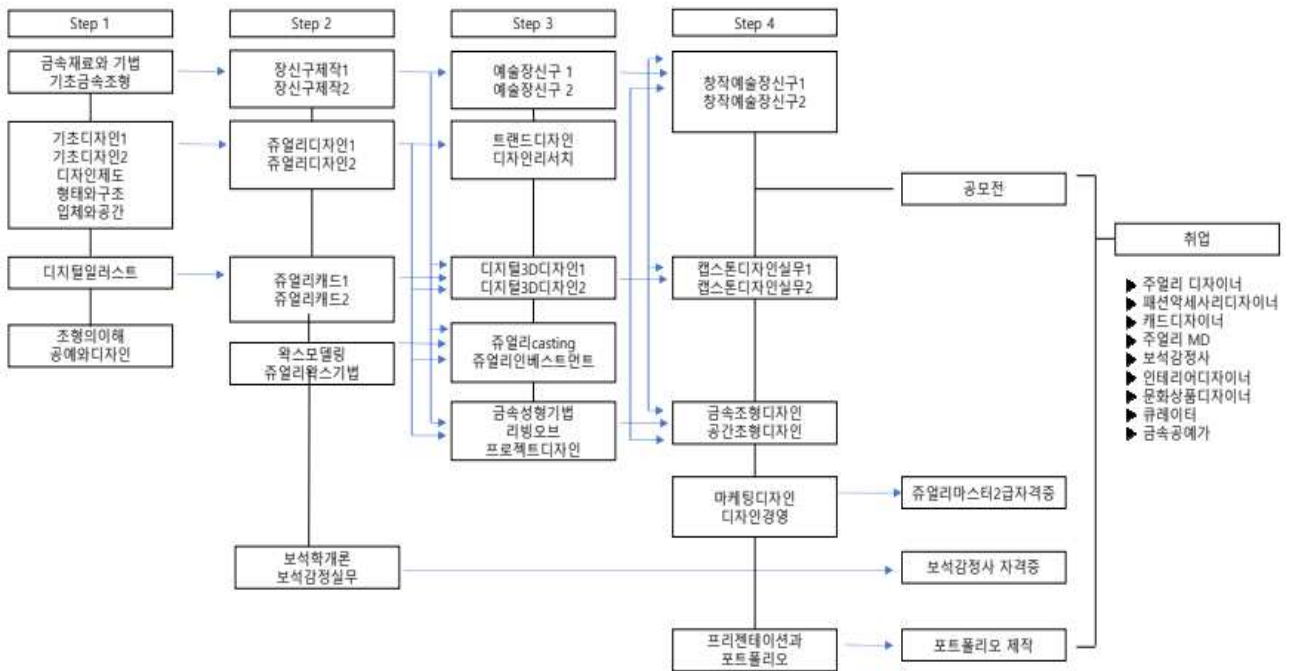 Step 1
Step 2
Step 3
Step 4
금속재료와 기법
기초금속조형
기초디자인1
기초디자인2
디자인제도
형태와구조
입체와공간
디지털일러스트
조형의이해
공예와디자인
장신구제작1
장신구제작2
쥬얼리디자인1
쥬얼리디자인2
쥬얼리캐드1
쥬얼리캐드2
왁스모델링
쥬얼리왁스기법
보석학개론
보석감정실무
예술장신구 1
예술장신구 2
트랜드디자인
디자인리서치
디지털3D디자인1
디지털3D디자인2
쥬얼리casting
쥬얼리인베스트먼트
금속성형기법
리빙오브
프로젝트디자인
창작예술장신구1
창작예술장신구2
캡스톤디자인실무1
캡스톤디자인실무2
금속조형디자인
공간조형디자인
마케팅디자인
디자인경영
프리젠테이션과
포트폴리오
공모전
쥬얼리마스터2급자격증
보석감정사 자격증
포트폴리오 제작
취업
▶ 주얼리 디자이너
▶ 패션악세사리디자이너
▶ 캐드디자이너
▶ 주얼리 MD
▶ 보석감정사
▶ 인테리어디자이너
▶ 문화상품디자이너
▶ 큐레이터
▶ 금속공예가